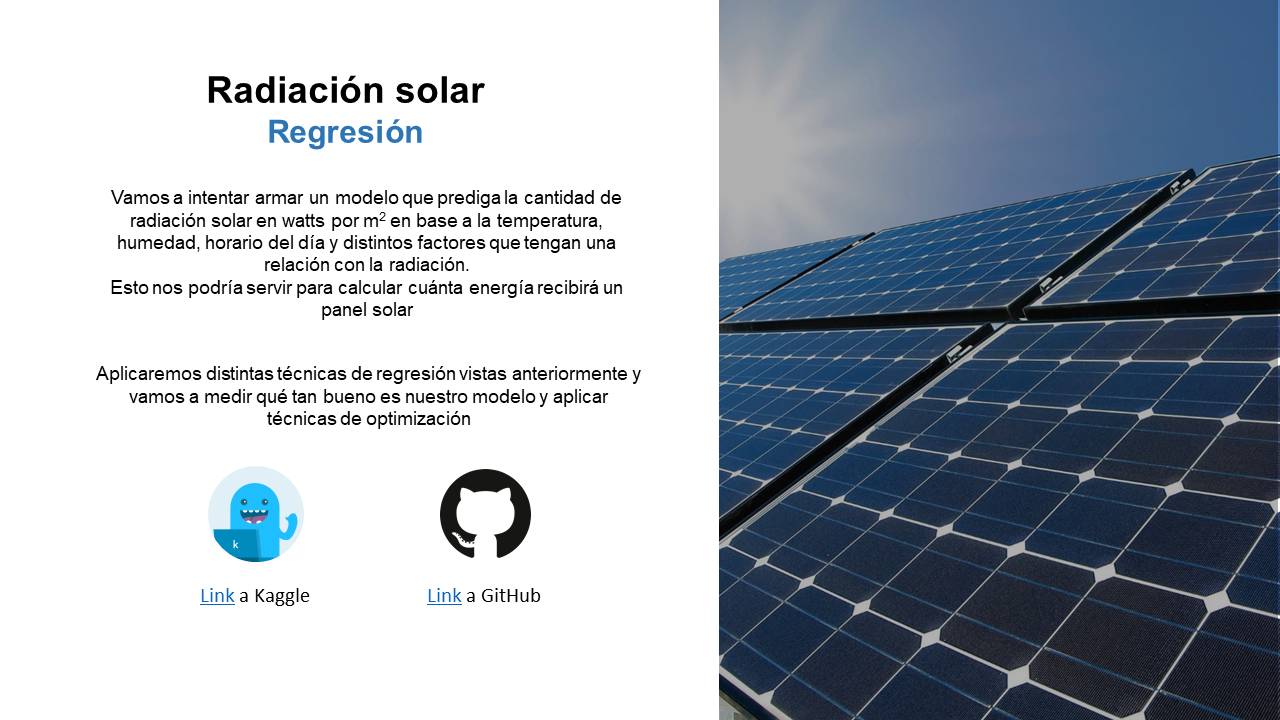 Radiación solar
Regresión
Vamos a intentar armar un modelo que prediga la cantidad de
radiación solar en watts por m² en base a la temperatura,
humedad, horario del día y distintos factores que tengan una
relación con la radiación.
Esto nos podría servir para calcular cuánta energía recibirá un
panel solar
Aplicaremos distintas técnicas de regresión vistas anteriormente y
vamos a medir qué tan bueno es nuestro modelo y aplicar
técnicas de optimización
k
Link a Kaggle
Link a GitHub